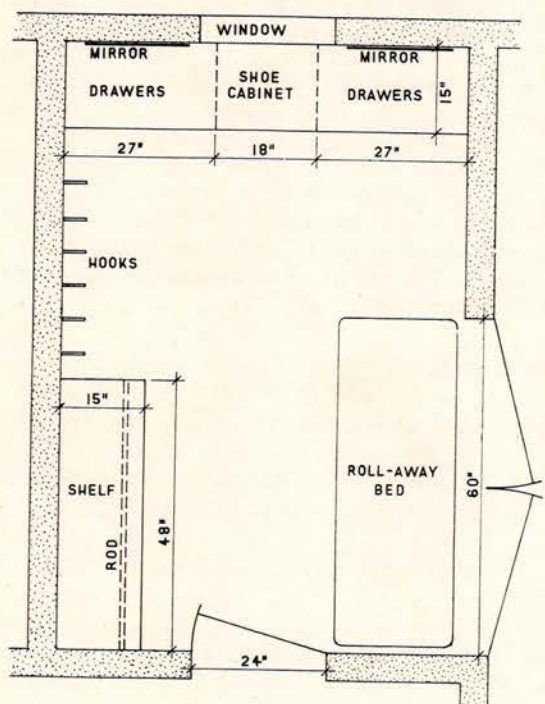 WINDOW
MIRROR
MIRROR
DRAWERS
SHOE
CABINET
DRAWERS
15"
27"
18"
27"
HOOKS
15"
SHELF
ROD
48"
ROLL-AWAY
BED
60"
24"